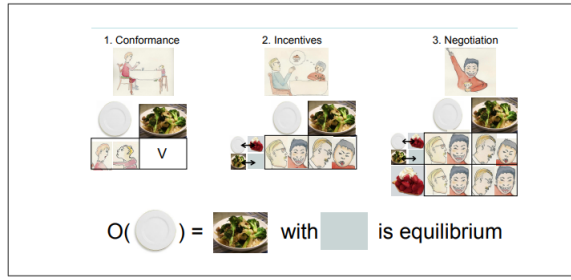 1. Conformance
2. Incentives
3. Negotiation
V
O( ) = with is equilibrium